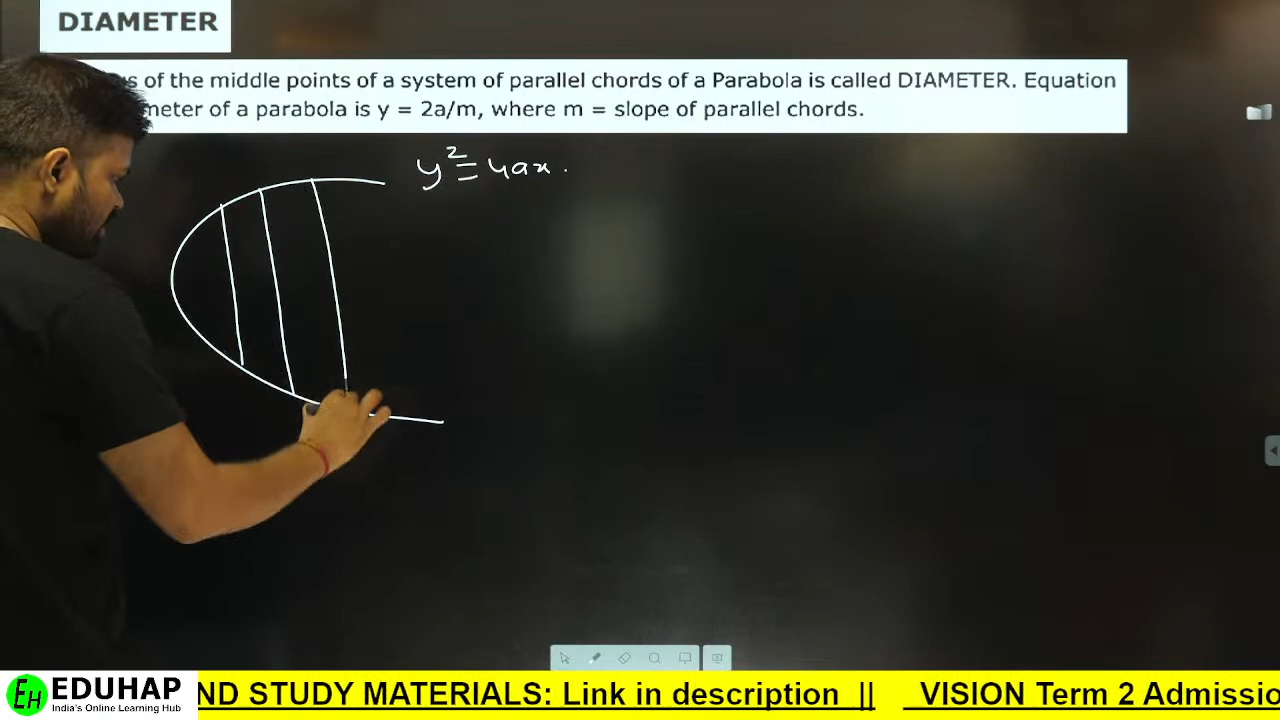 DIAMETER
s of the middle points of a system of parallel chords of a Parabola is called DIAMETER. Equation
meter of a parabola is y = 2a/m, where m = slope of parallel chords.
y² = 4ax.
EH EDUHAP
India's Online Learning Hub
ND STUDY MATERIALS: Link in description || VISION Term 2 Admissio